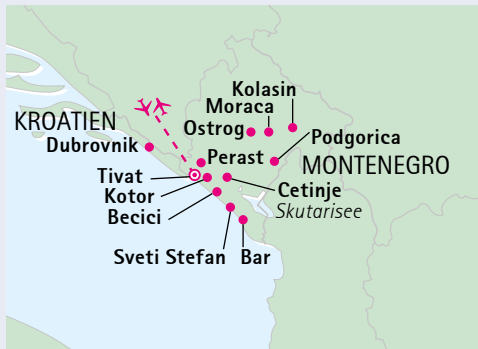 Kolasin
Moraca
Ostrog
KROATIEN
Dubrovnik
Podgorica
Perast
MONTENEGRO
Tivat
Kotor
Cetinje
Becici
Skutarisee
Sveti Stefan
Bar